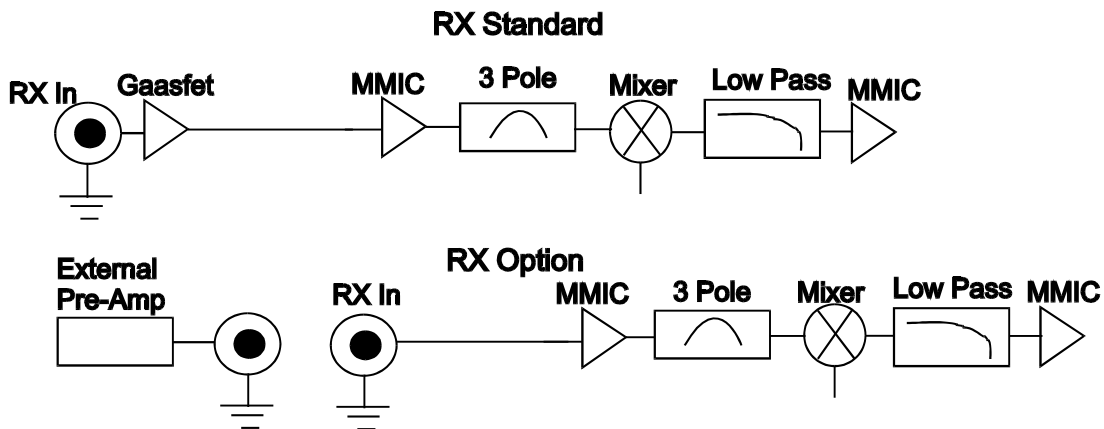 RX Standard
RX In
Gaasfet
MMIC
3 Pole
Mixer
Low Pass
MMIC
RX Option
External
Pre-Amp
RX In
MMIC
3 Pole
Mixer
Low Pass
MMIC